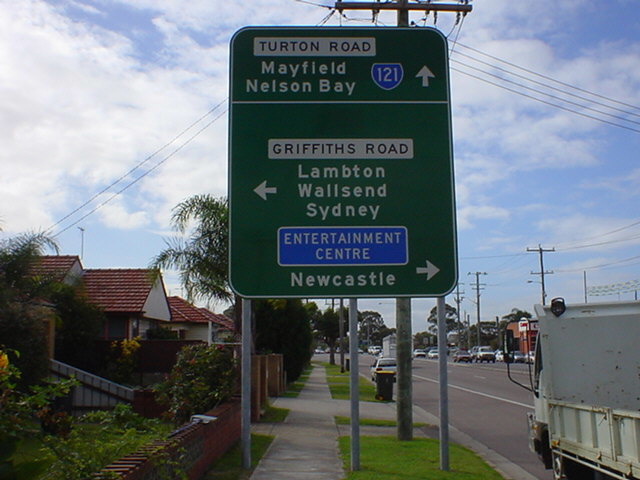 TURTON ROAD
Mayfield
Nelson Bay
121
GRIFFITHS ROAD
Lambton
Wallsend
Sydney
ENTERTAINMENT
CENTRE
Newcastle